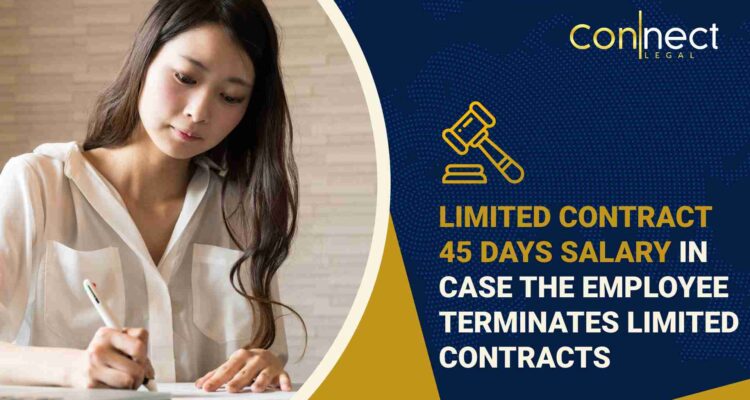 Connect
LEGAL
LIMITED CONTRACT
45 DAYS SALARY IN
CASE THE EMPLOYEE
TERMINATES LIMITED
CONTRACTS